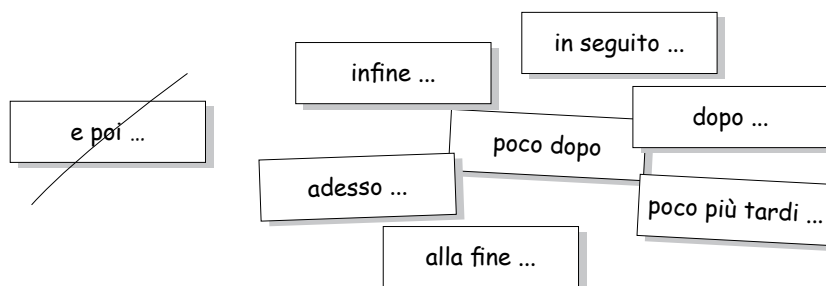 in seguito ...
infine ...
e poi ...
dopo ...
poco dopo
adesso ...
poco più tardi ...
alla fine ...